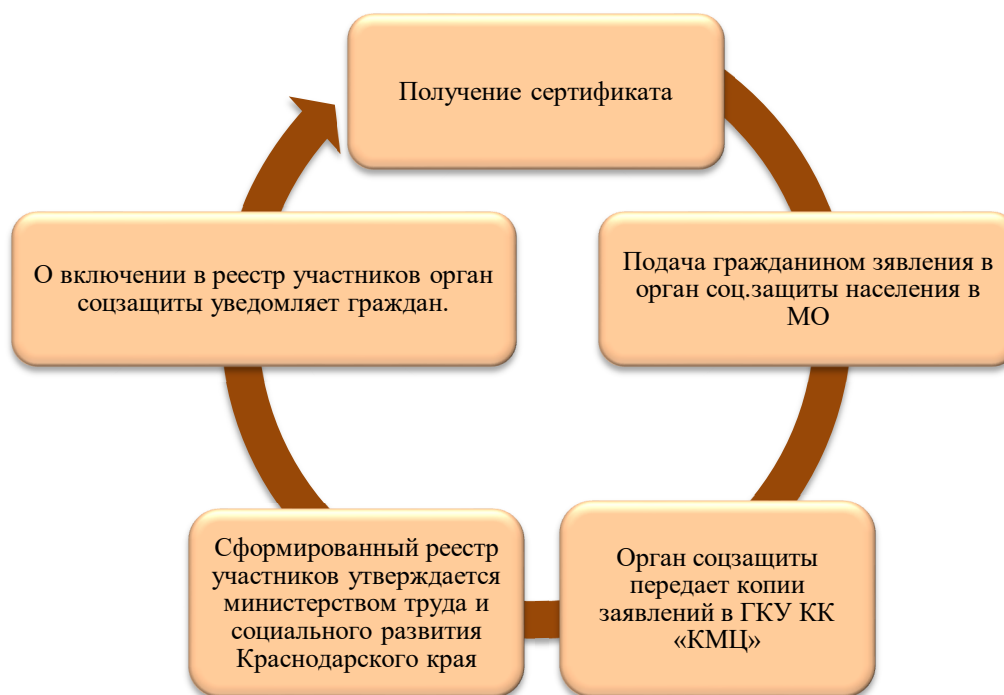 Получение сертификата
Подача гражданином зявления в
орган соц.защиты населения в
МО
Орган соцзащиты
передает копии
заявлений в ГКУ КК
«КМЦ»
Сформированный реестр
участников утверждается
министерством труда и
социального развития
Краснодарского края
О включении в реестр участников орган
соцзащиты уведомляет граждан.